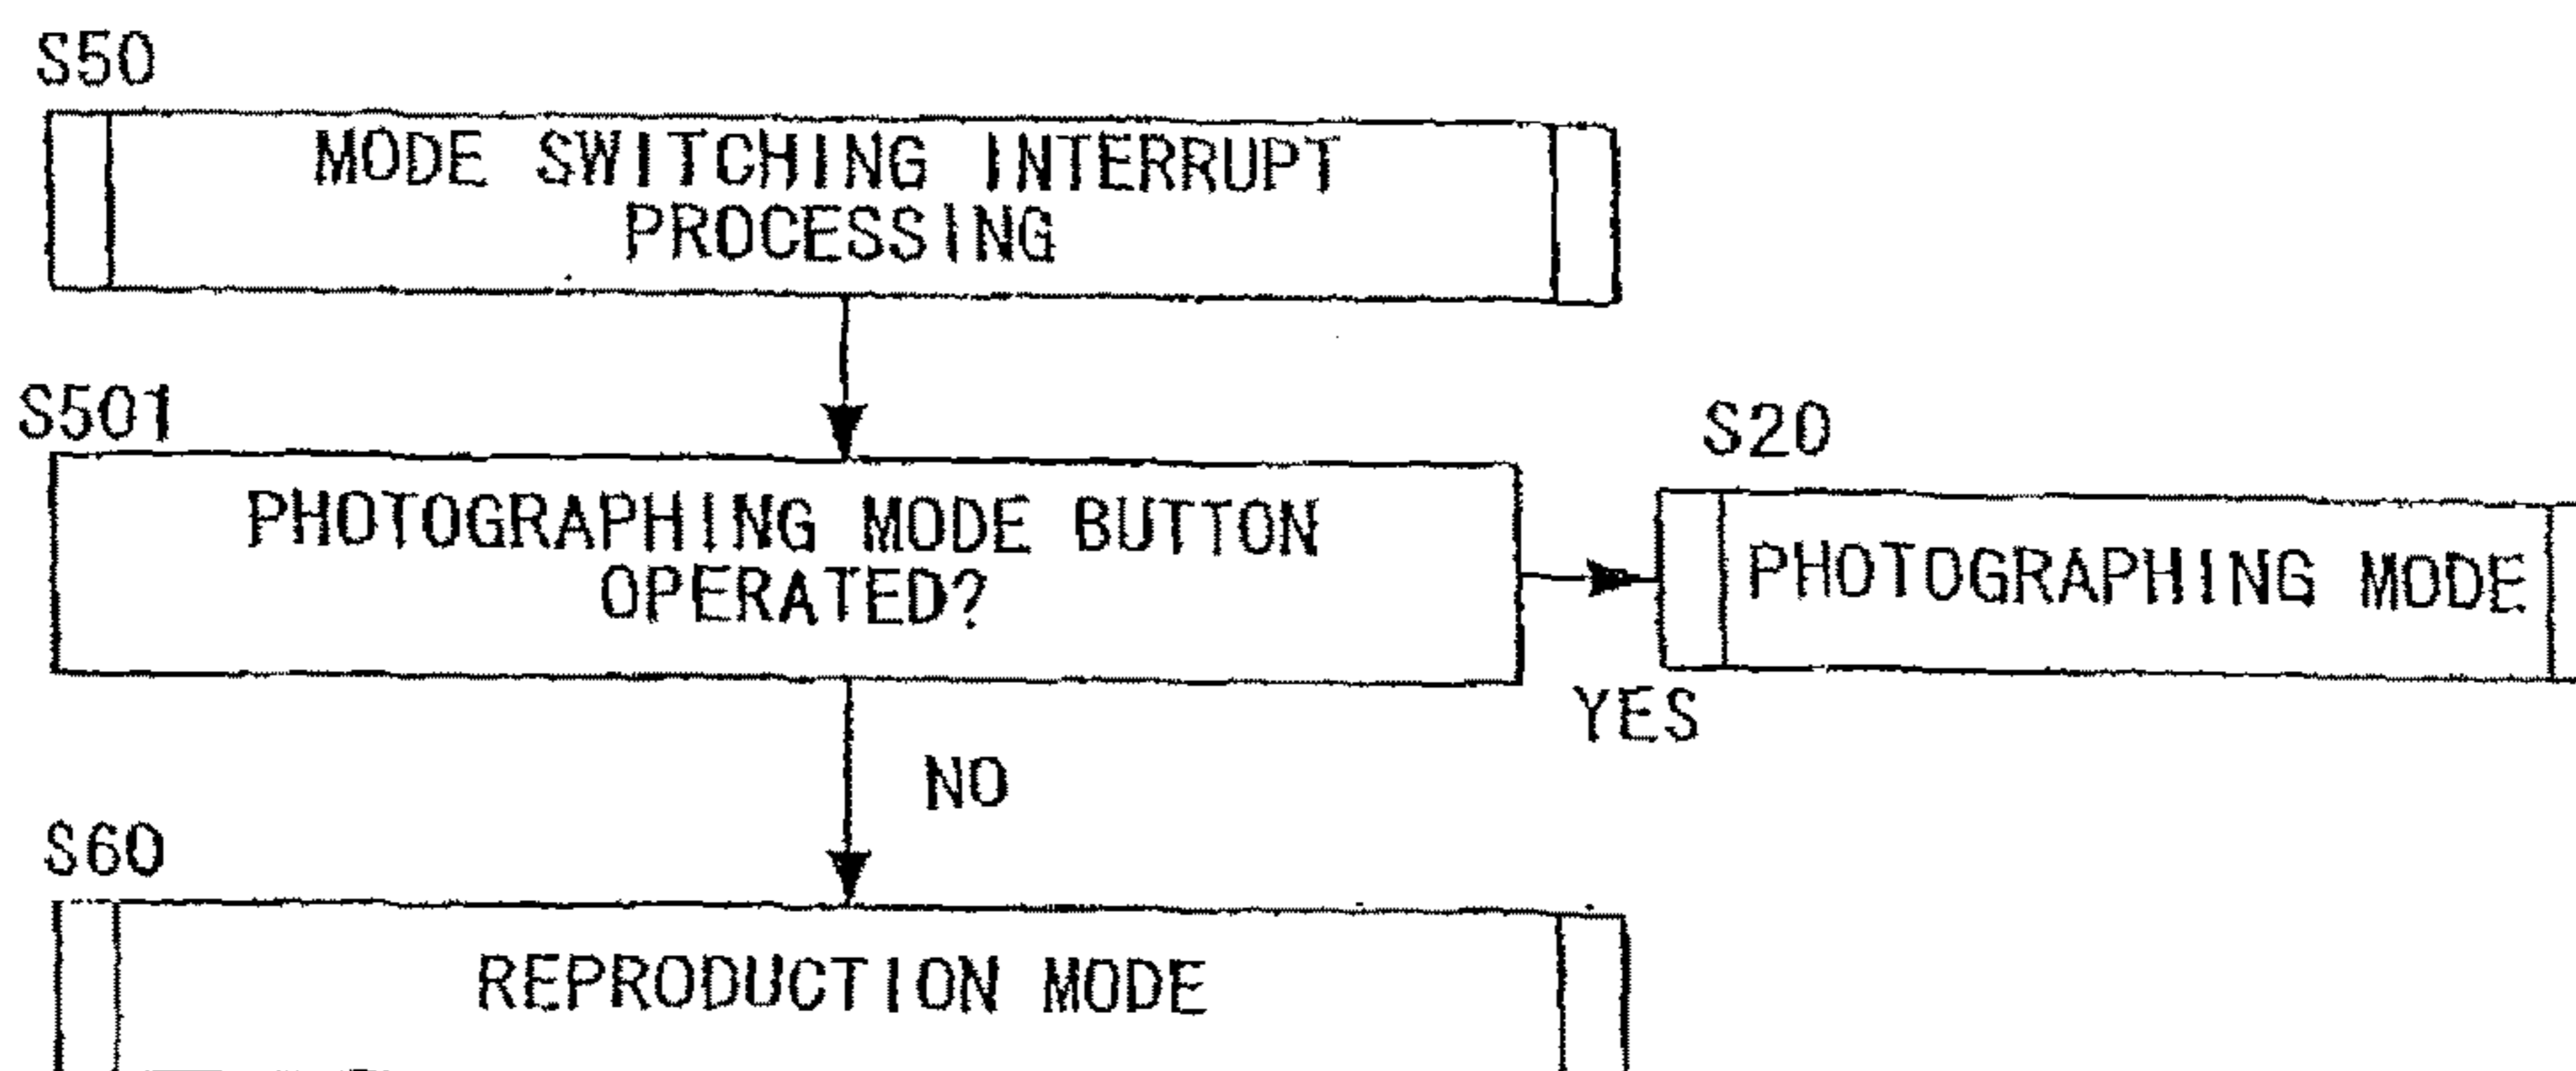 S50
MODE SWITCHING INTERRUPT
PROCESSING
S501
PHOTOGRAPHING MODE BUTTON
OPERATED?
S20
PHOTOGRAPHING MODE
YES
NO
S60
REPRODUCTION MODE